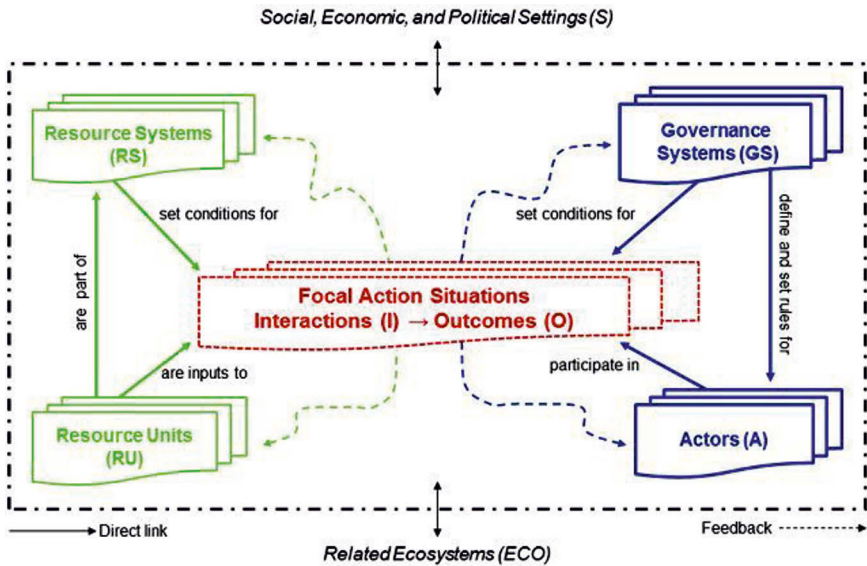 Social, Economic, and Political Settings (S)
Resource Systems
(RS)
Governance
Systems (GS)
set conditions for
set conditions for
are part of
define and set rules for
Focal Action Situations
Interactions (I) → Outcomes (O)
are inputs to
participate in
Resource Units
(RU)
Actors (A)
Direct link
Feedback
Related Ecosystems (ECO)